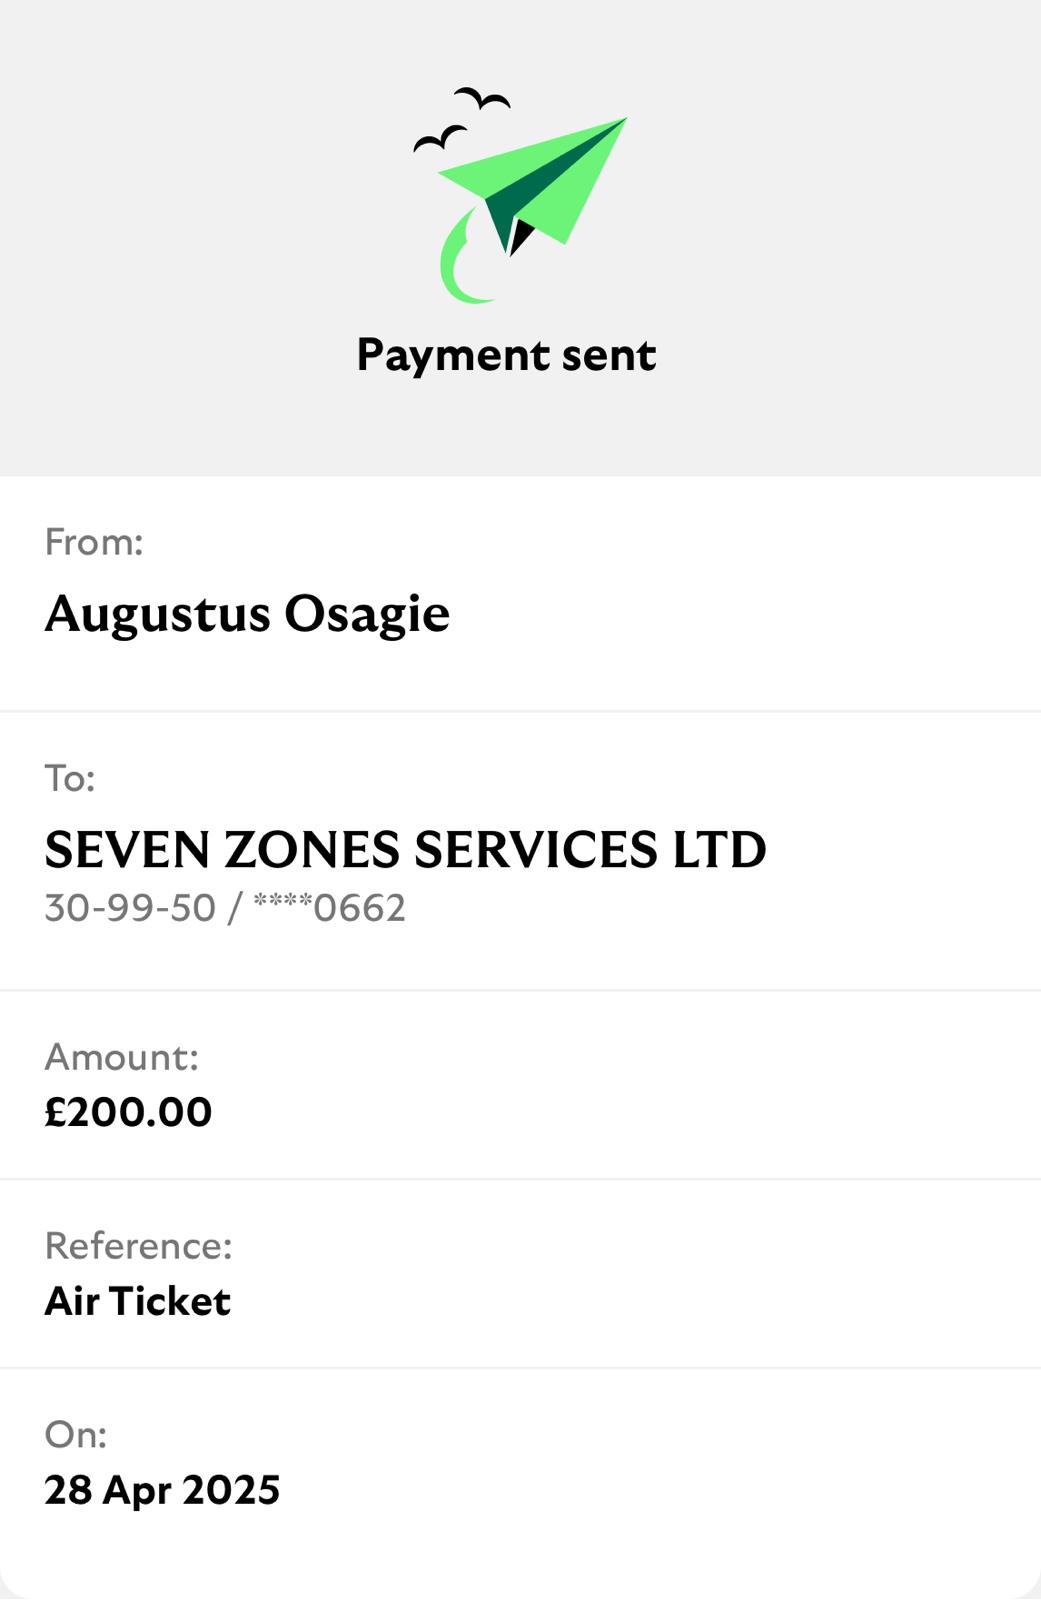 Payment sent
From:
Augustus Osagie
To:
SEVEN ZONES SERVICES LTD
30-99-50 / ****0662
Amount:
£200.00
Reference:
Air Ticket
On:
28 Apr 2025